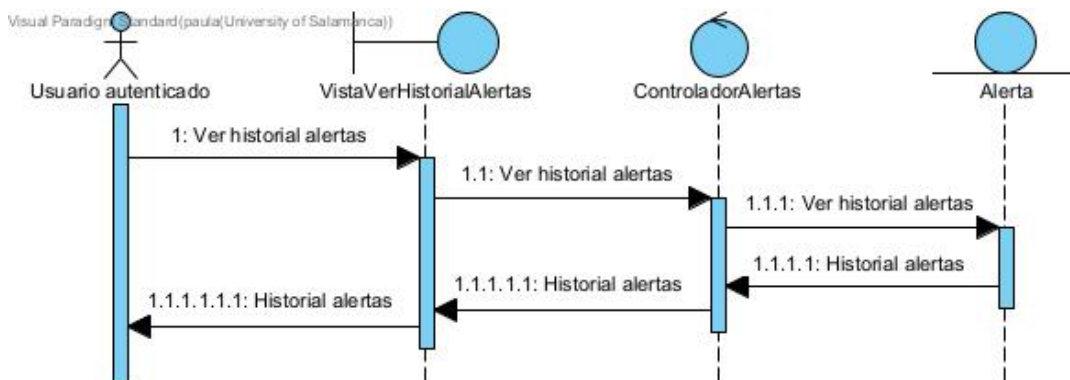 Visual Paradigm Standard(paula(University of Salamanca))
Usuario autenticado
VistaVerHistorialAlertas
ControladorAlertas
Alerta
1: Ver historial alertas
1.1: Ver historial alertas
1.1.1: Ver historial alertas
1.1.1.1: Historial alertas
1.1.1.1.1: Historial alertas
1.1.1.1.1.1: Historial alertas